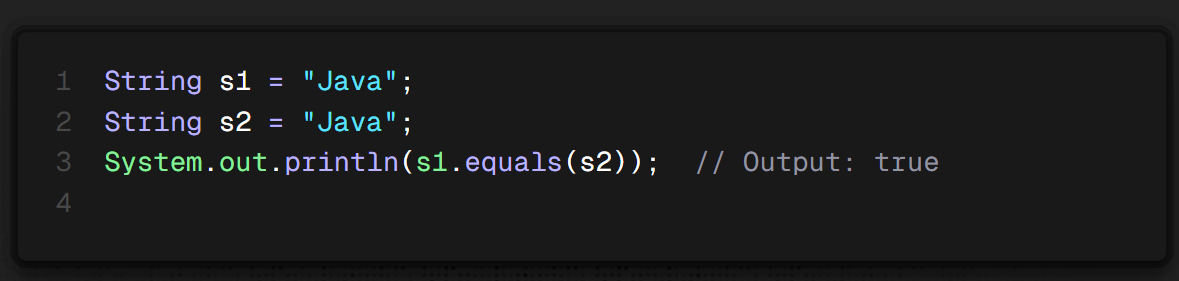 1 String s1 = "Java";
2 String s2 = "Java";
3 System.out.println(s1.equals(s2));  // Output: true
4